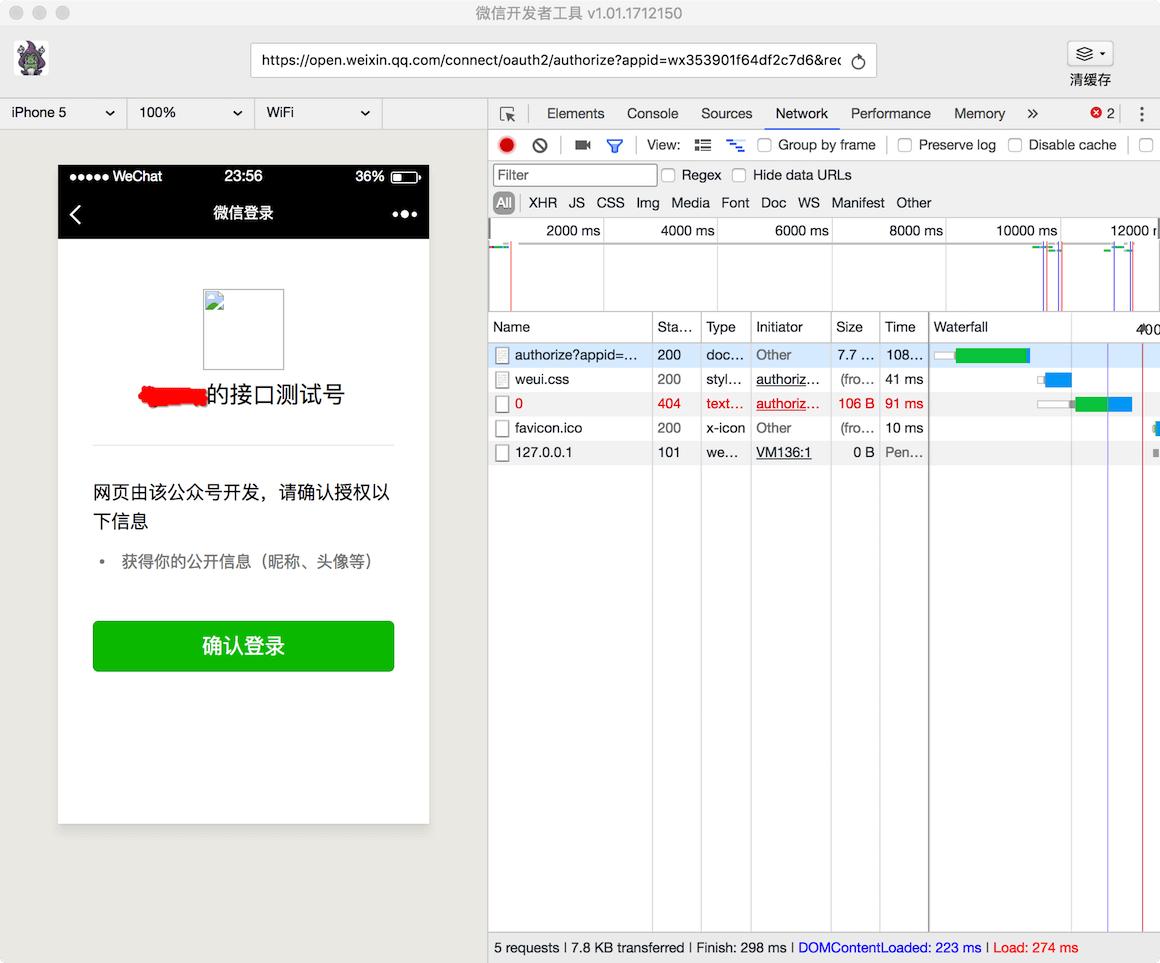 微信开发者工具 v1.01.1712150
https://open.weixin.qq.com/connect/oauth2/authorize?appid=wx353901f64df2c7d6&rec
清缓存
iPhone 5 100% WiFi
Elements Console Sources Network Performance Memory » 2
View: Group by frame Preserve log Disable cache
Filter Regex Hide data URLs
All XHR JS CSS Img Media Font Doc WS Manifest Other
2000 ms 4000 ms 6000 ms 8000 ms 10000 ms 12000
Name Sta... Type Initiator Size Time Waterfall 400
authorize?appid=... 200 doc... Other 7.7 ... 108...
weui.css 200 styl... authoriz... (fro... 41 ms
0 404 text... authoriz... 106 B 91 ms
favicon.ico 200 x-icon Other (fro... 10 ms
127.0.0.1 101 we... VM136:1 0 B Pen...
5 requests | 7.8 KB transferred | Finish: 298 ms | DOMContentLoaded: 223 ms | Load: 274 ms
WeChat 23:56 36%
微信登录
的接口测试号
网页由该公众号开发，请确认授权以
下信息
• 获得你的公开信息（昵称、头像等）
确认登录